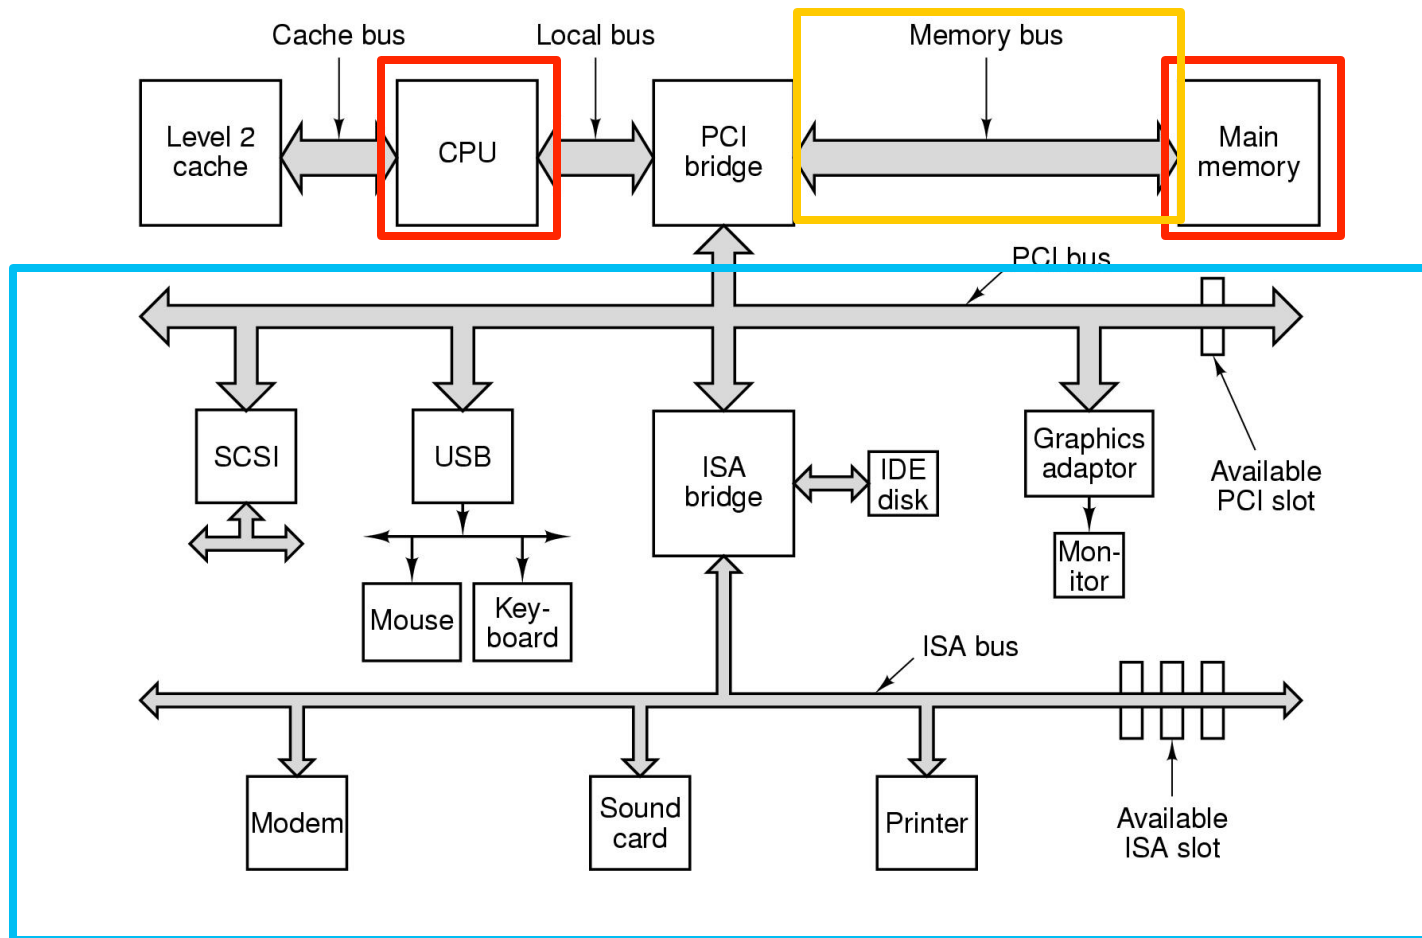 Cache bus
Local bus
Memory bus
Level 2
cache
CPU
PCI
bridge
Main
memory
PCI bus
SCSI
USB
ISA
bridge
IDE
disk
Graphics
adaptor
Available
PCI slot
Mon-
itor
Mouse
Key-
board
ISA bus
Modem
Sound
card
Printer
Available
ISA slot